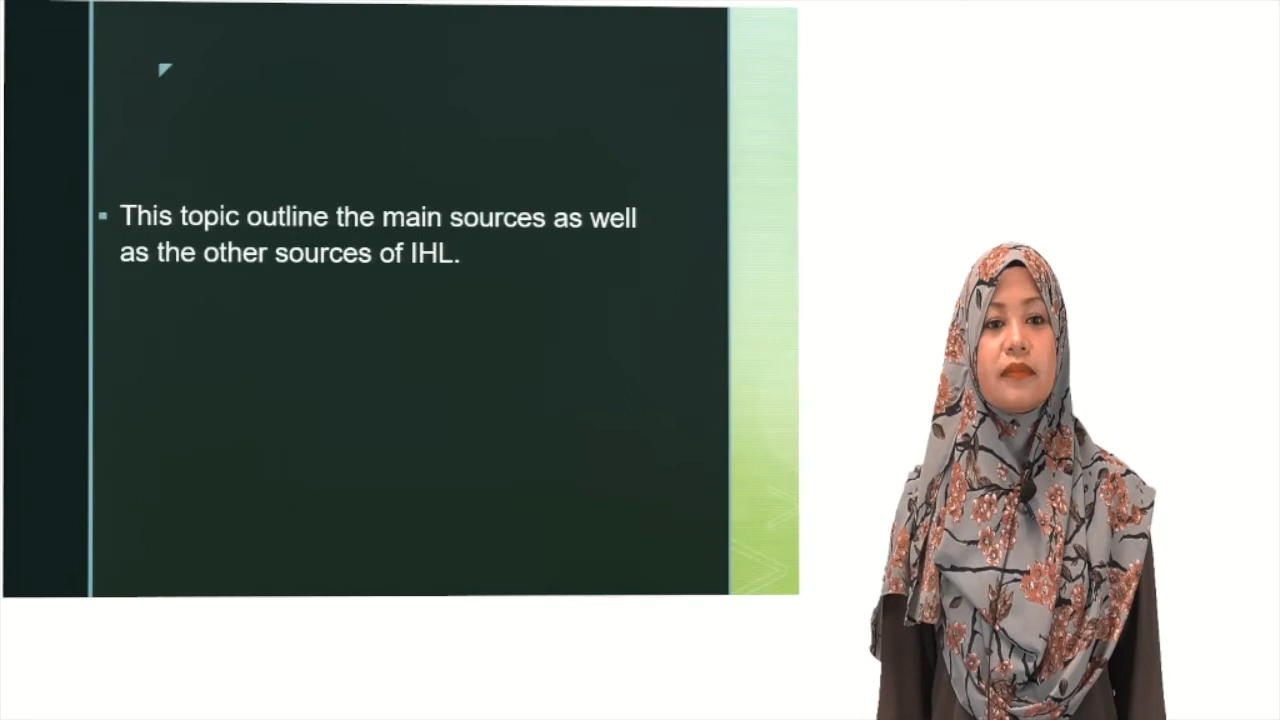 This topic outline the main sources as well
as the other sources of IHL.